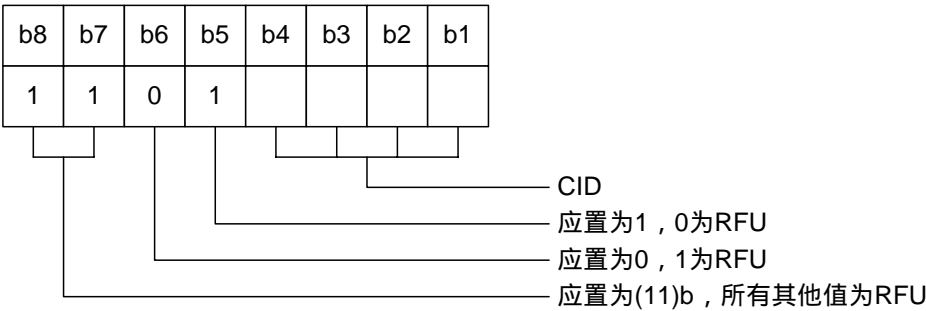 b8 b7 b6 b5 b4 b3 b2 b1
1 1 0 1
CID
应置为1，0为RFU
应置为0，1为RFU
应置为(11)b，所有其他值为RFU